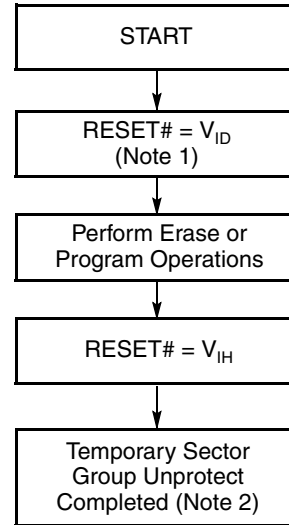 START
RESET# = VID
(Note 1)
Perform Erase or
Program Operations
RESET# = VIH
Temporary Sector
Group Unprotect
Completed (Note 2)